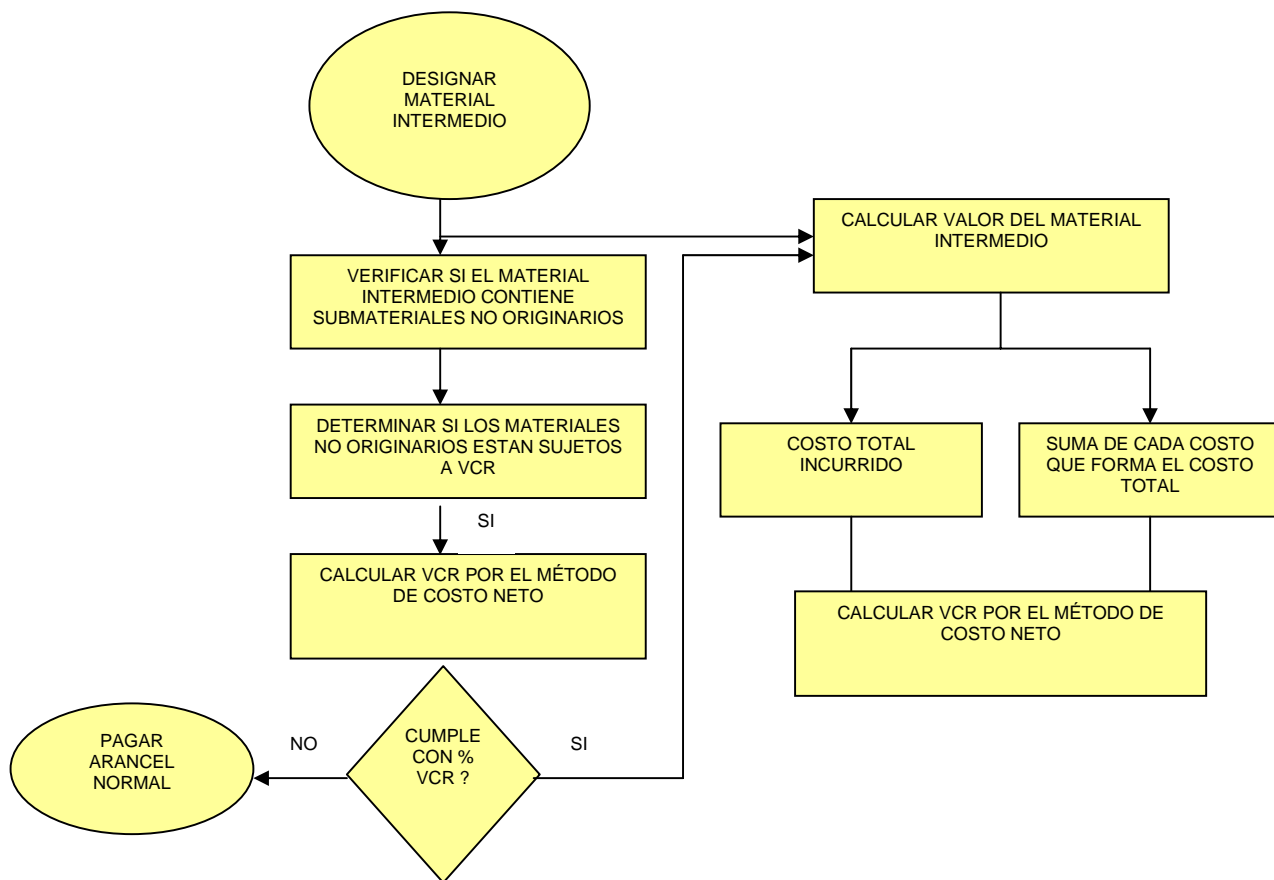 DESIGNAR
MATERIAL
INTERMEDIO
CALCULAR VALOR DEL MATERIAL
INTERMEDIO
VERIFICAR SI EL MATERIAL
INTERMEDIO CONTIENE
SUBMATERIALES NO ORIGINARIOS
DETERMINAR SI LOS MATERIALES
NO ORIGINARIOS ESTAN SUJETOS
A VCR
COSTO TOTAL
INCURRIDO
SUMA DE CADA COSTO
QUE FORMA EL COSTO
TOTAL
SI
CALCULAR VCR POR EL MÉTODO
DE COSTO NETO
CALCULAR VCR POR EL MÉTODO DE
COSTO NETO
CUMPLE
CON %
VCR ?
NO
SI
PAGAR
ARANCEL
NORMAL